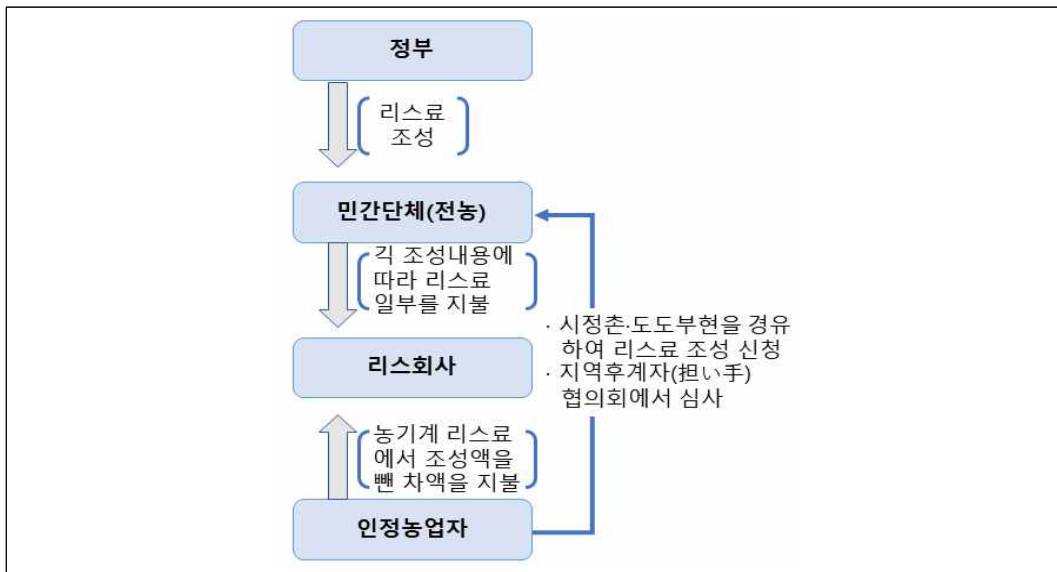 정부
리스료
조성
민간단체(전농)
긱 조성내용에
따라 리스료
일부를 지불
· 시정촌·도도부현을 경유
하여 리스료 조성 신청
· 지역후계자(担い手)
협의회에서 심사
리스회사
농기계 리스료
에서 조성액을
뺀 차액을 지불
인정농업자